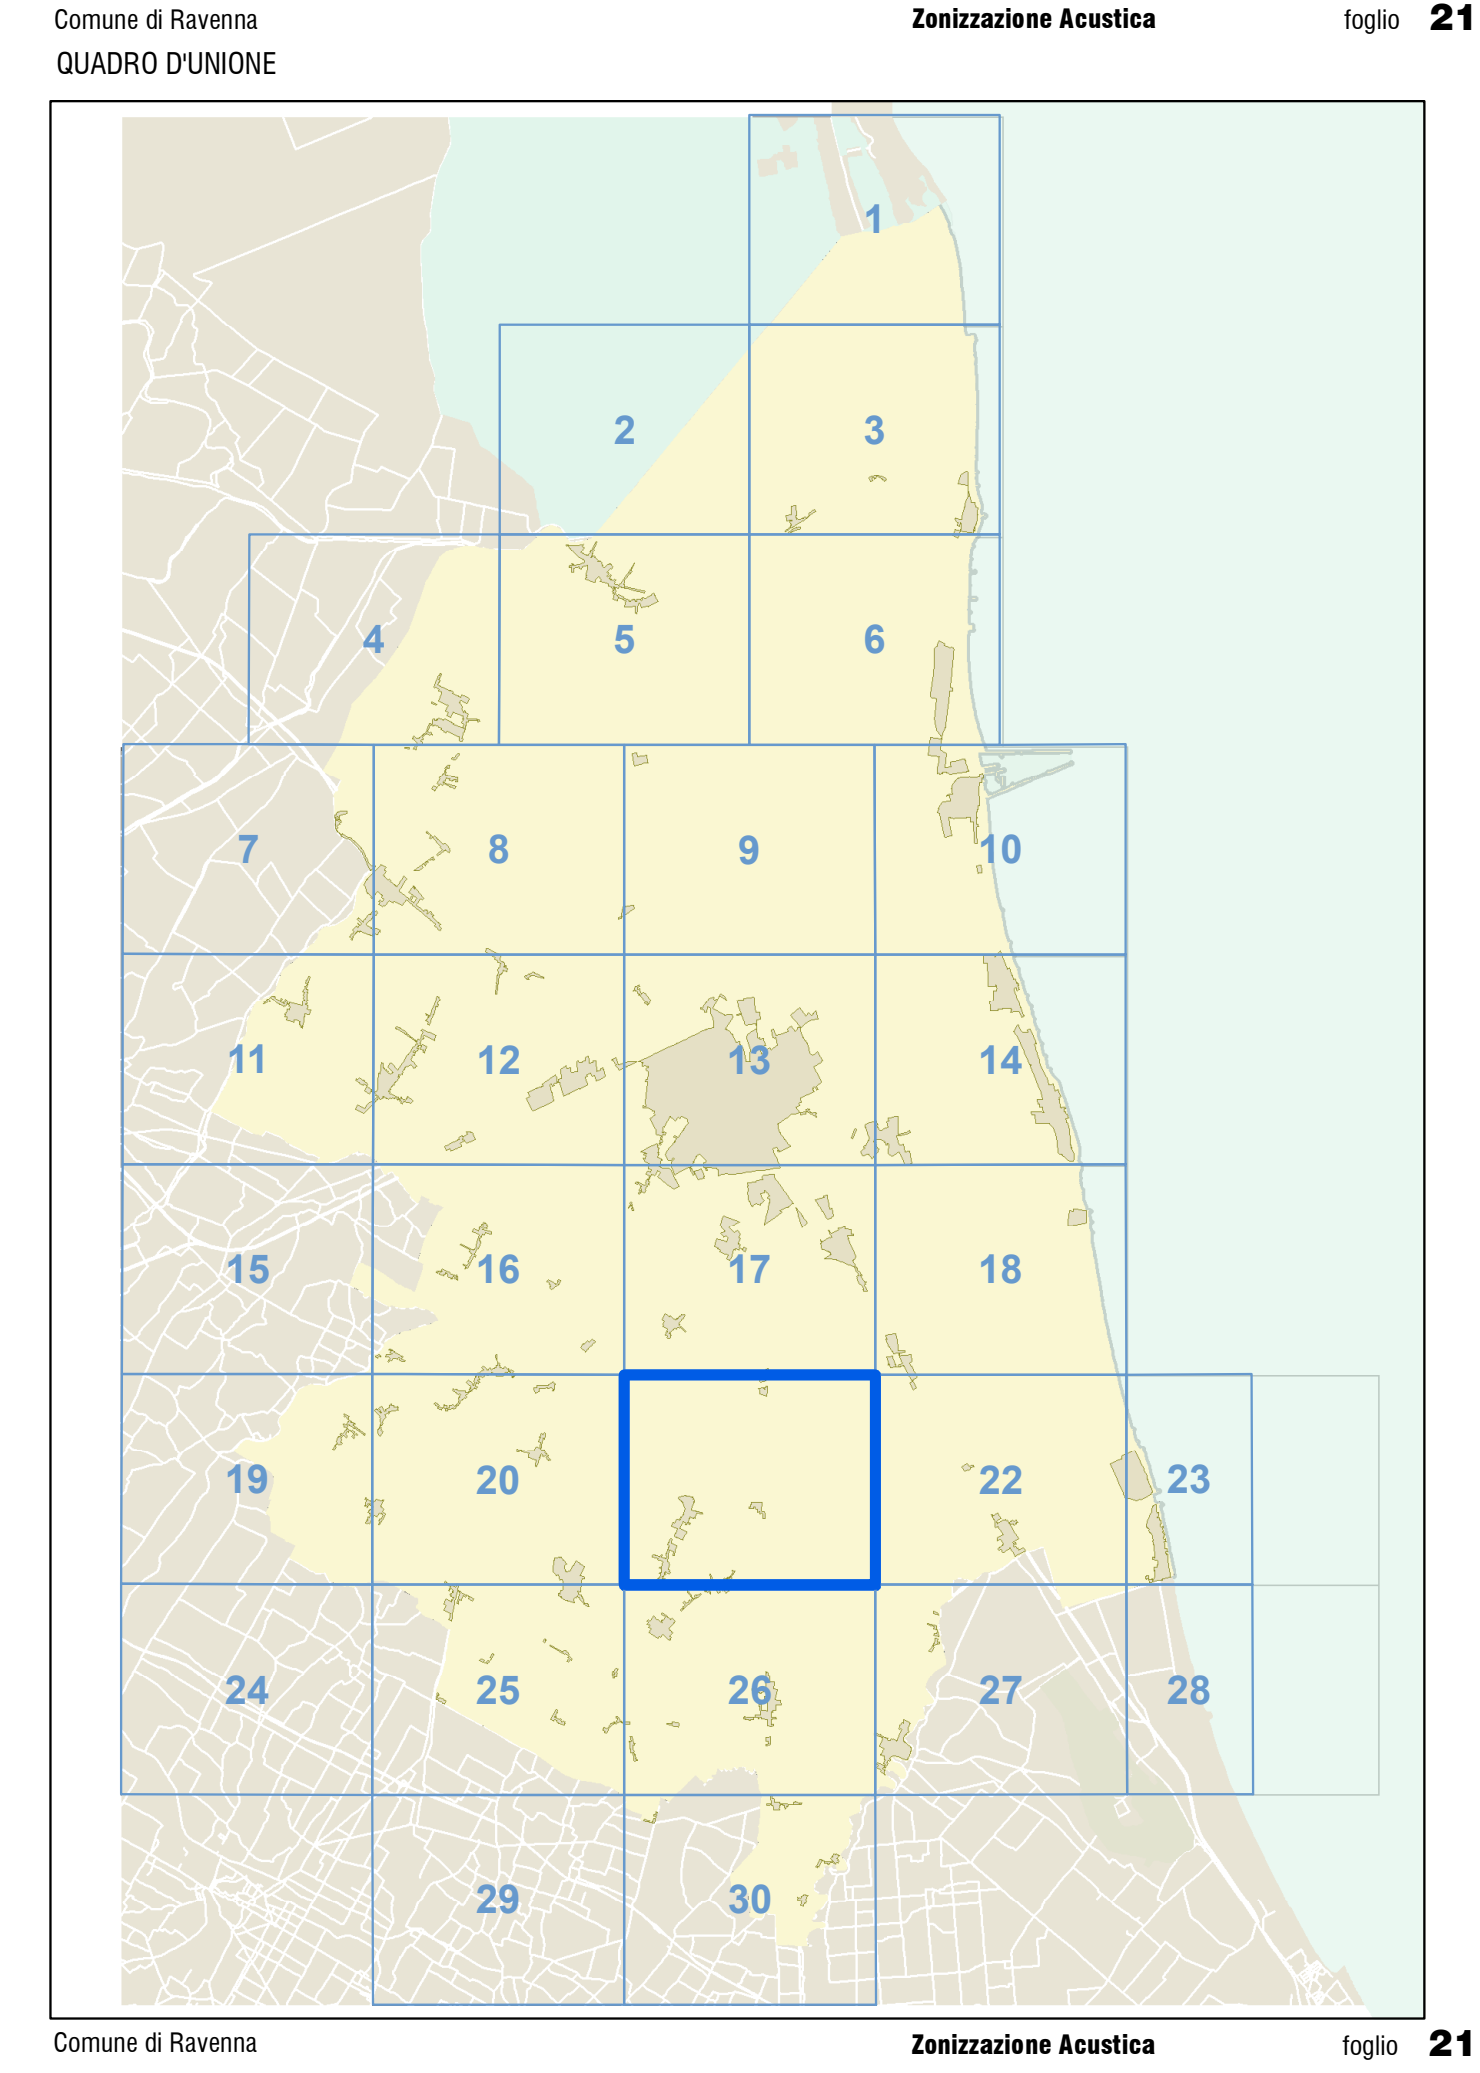 Comune di Ravenna Zonizzazione Acustica foglio 21
QUADRO D'UNIONE
1
2 3
4 5 6
7 8 9 10
11 12 13 14
15 16 17 18
19 20 22 23
24 25 26 27 28
29 30
Comune di Ravenna Zonizzazione Acustica foglio 21